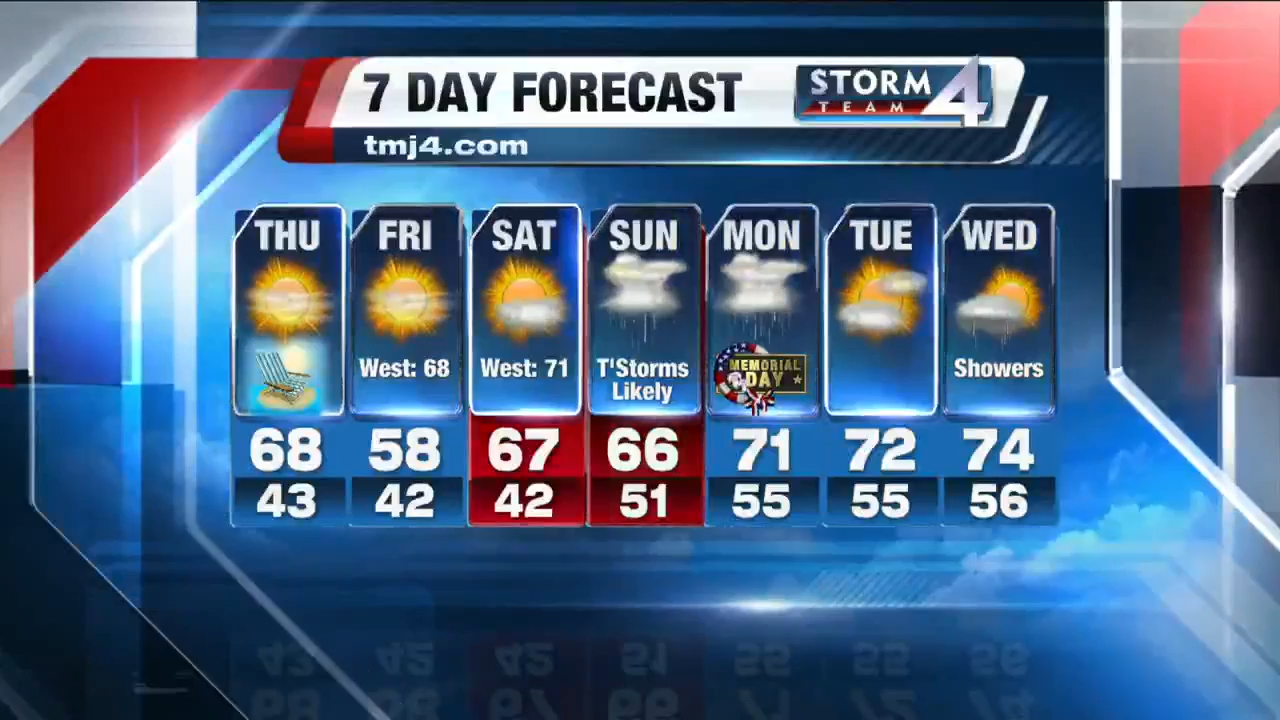 7 DAY FORECAST
STORM
TEAM 4
tmj4.com
THU FRI SAT SUN MON TUE WED
West: 68 West: 71 T'Storms Likely MEMORIAL DAY Showers
68 58 67 66 71 72 74
43 42 42 51 55 55 56